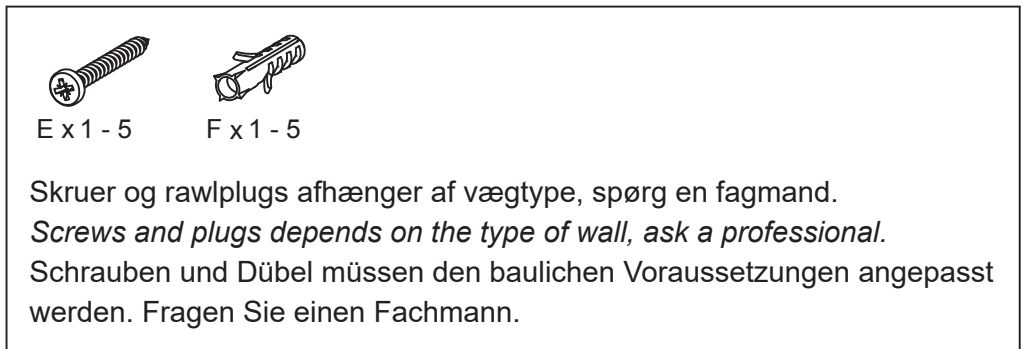 E x 1 - 5 F x 1 - 5
Skruer og rawlplugs afhænger af vægtype, spørg en fagmand.
Screws and plugs depends on the type of wall, ask a professional.
Schrauben und Dübel müssen den baulichen Voraussetzungen angepasst
werden. Fragen Sie einen Fachmann.